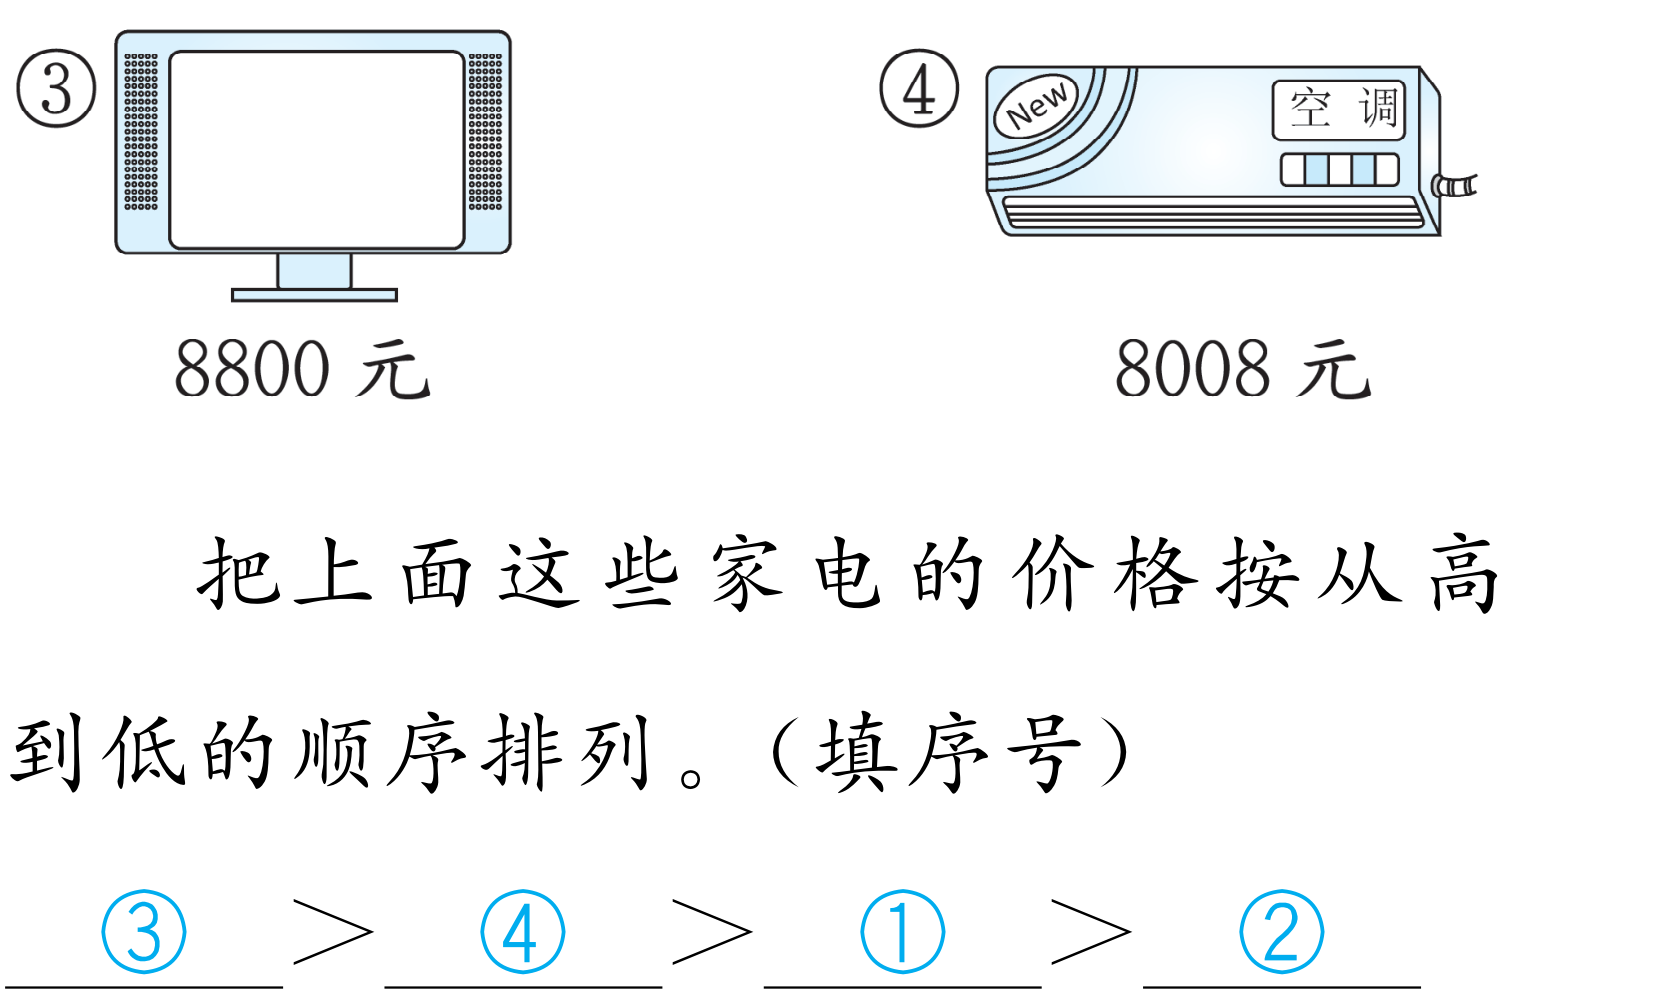 ③ ④
New 空调
8800 元 8008 元
把上面这些家电的价格按从高
到低的顺序排列。（填序号）
③ > ④ > ① > ②